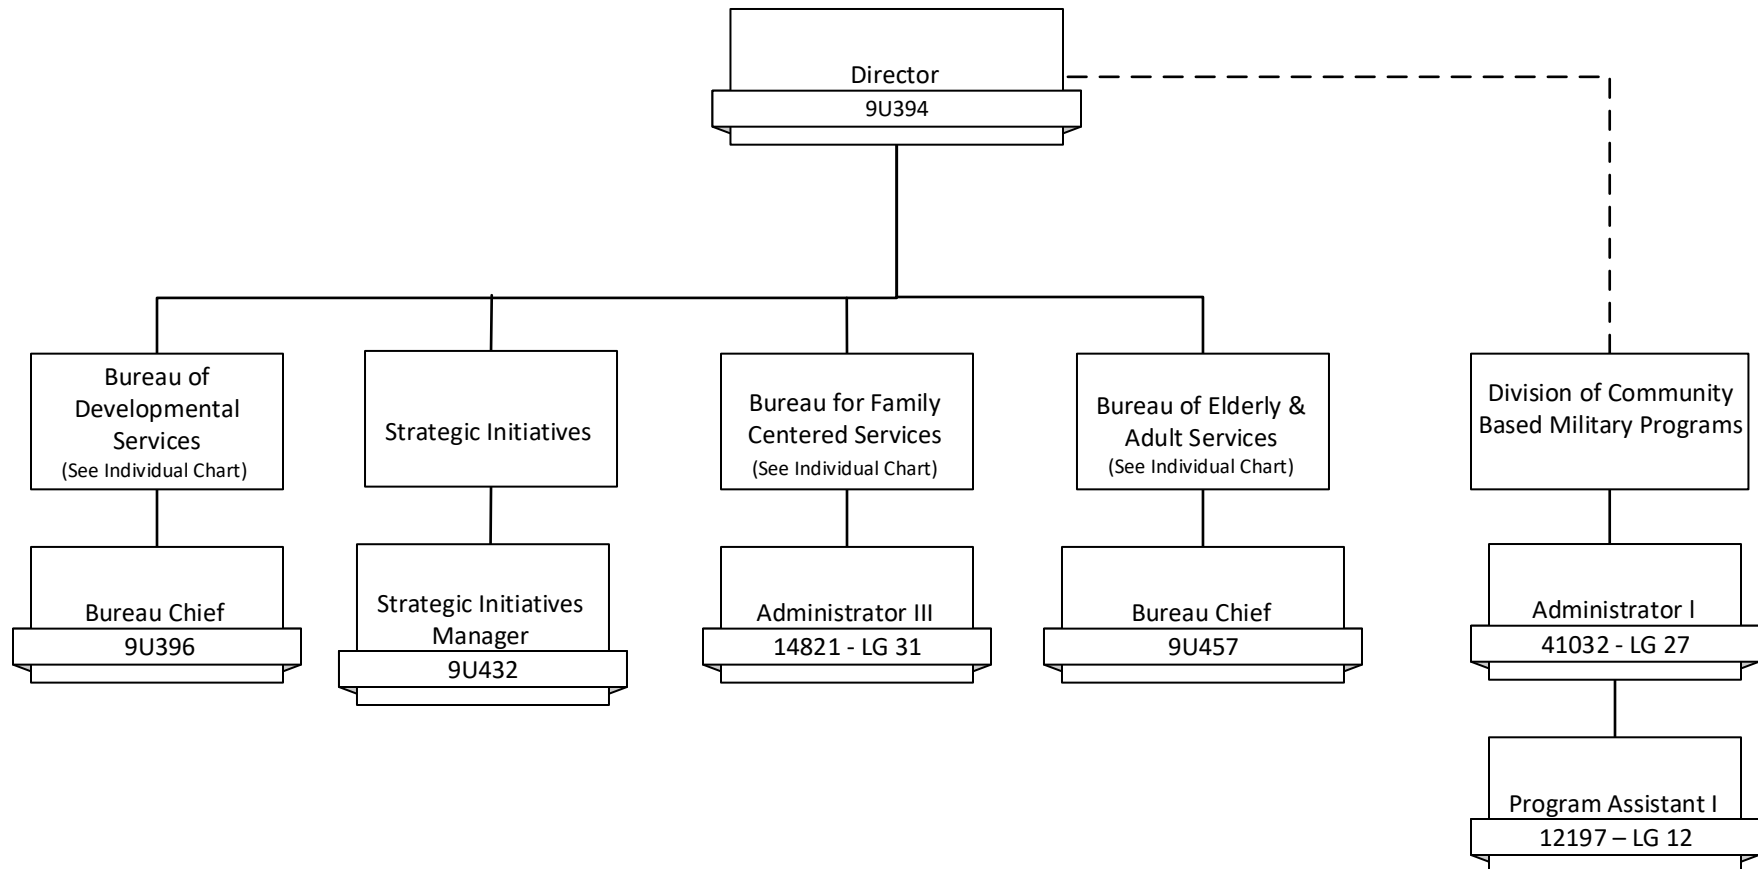 Director
9U394
Bureau of
Developmental
Services
(See Individual Chart)
Strategic Initiatives
Bureau for Family
Centered Services
(See Individual Chart)
Bureau of Elderly &
Adult Services
(See Individual Chart)
Division of Community
Based Military Programs
Bureau Chief
9U396
Strategic Initiatives
Manager
9U432
Administrator III
14821 - LG 31
Bureau Chief
9U457
Administrator l
41032 - LG 27
Program Assistant I
12197 – LG 12